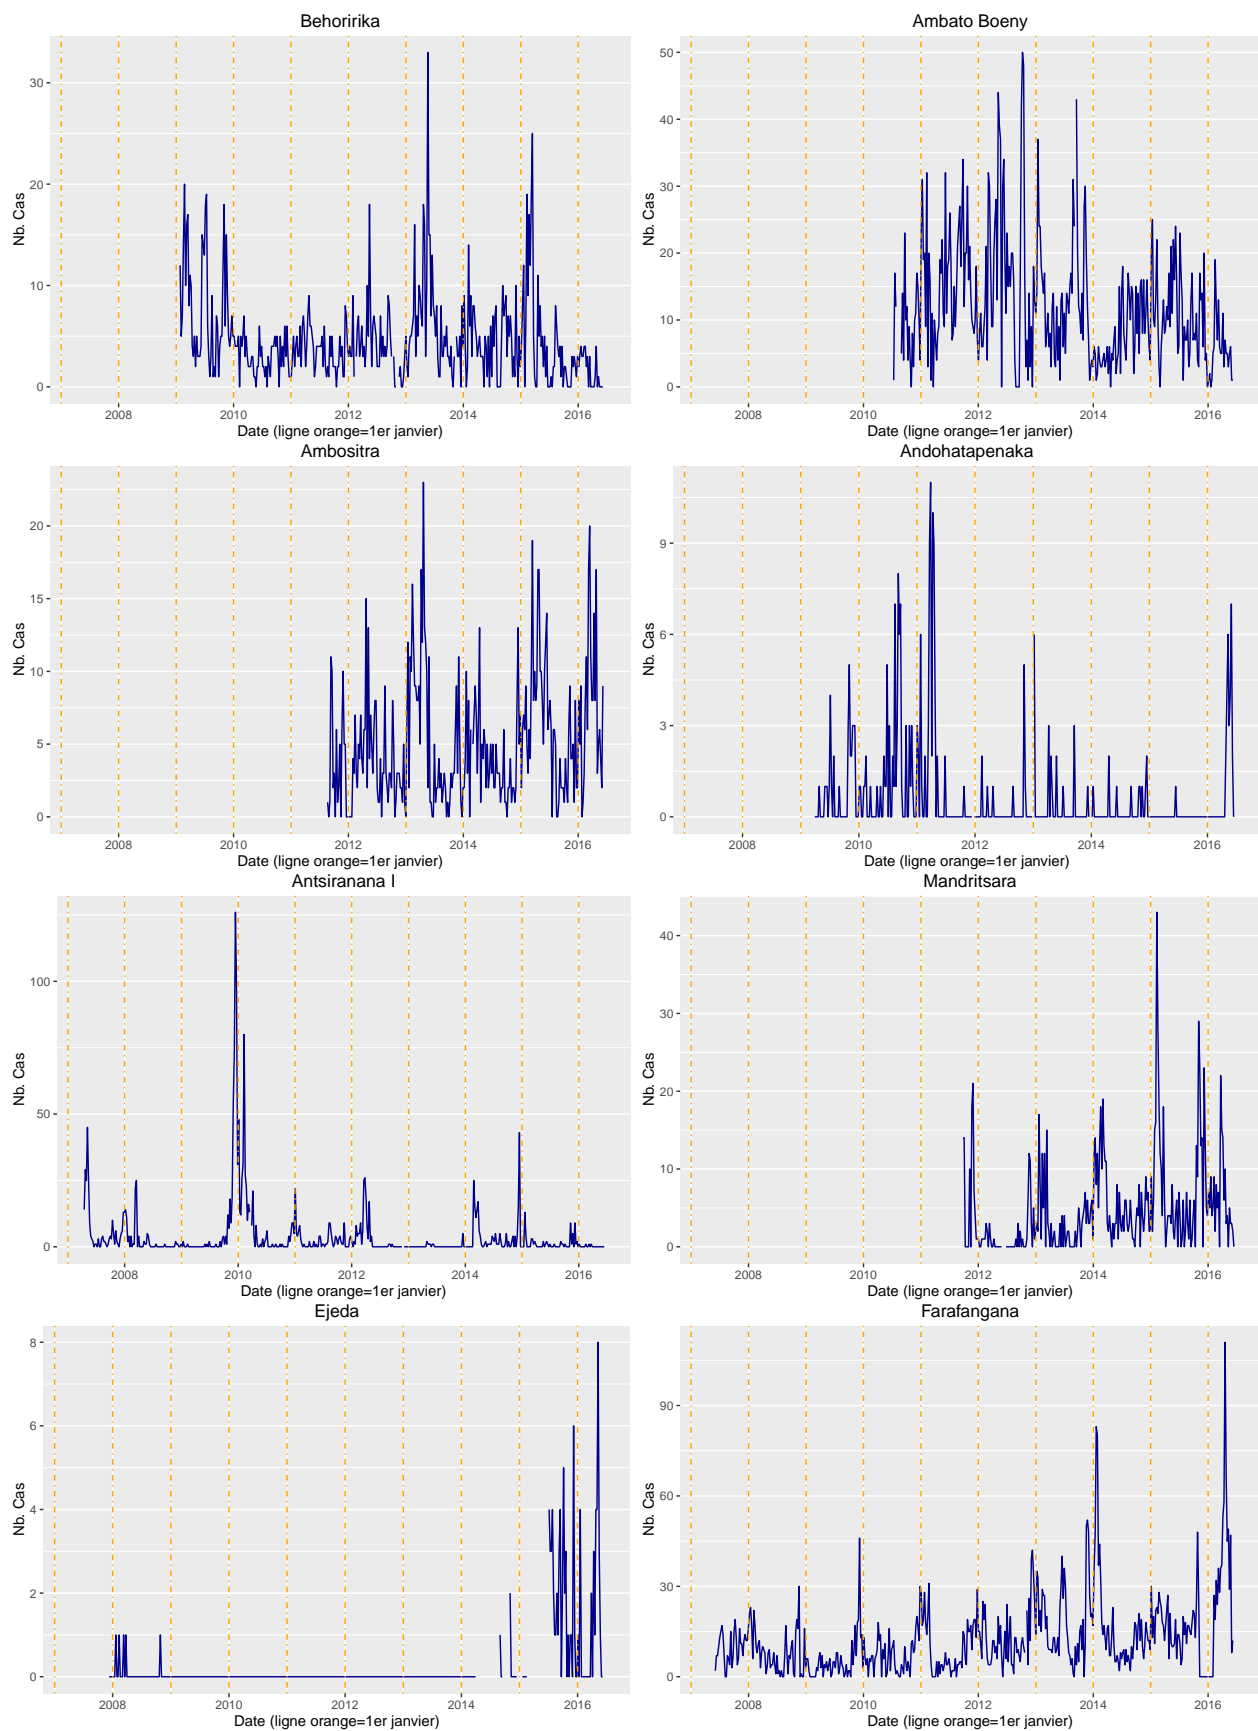 Behoririka
Nb. Cas
30
20
10
0
2008 2010 2012 2014 2016
Date (ligne orange=1er janvier)
Ambato Boeny
Nb. Cas
50
40
30
20
10
0
2008 2010 2012 2014 2016
Date (ligne orange=1er janvier)
Ambositra
Nb. Cas
20
15
10
5
0
2008 2010 2012 2014 2016
Date (ligne orange=1er janvier)
Andohatapenaka
Nb. Cas
9
6
3
0
2008 2010 2012 2014 2016
Date (ligne orange=1er janvier)
Antsiranana I
Nb. Cas
100
50
0
2008 2010 2012 2014 2016
Date (ligne orange=1er janvier)
Mandritsara
Nb. Cas
40
30
20
10
0
2008 2010 2012 2014 2016
Date (ligne orange=1er janvier)
Ejeda
Nb. Cas
8
6
4
2
0
2008 2010 2012 2014 2016
Date (ligne orange=1er janvier)
Farafangana
Nb. Cas
90
60
30
0
2008 2010 2012 2014 2016
Date (ligne orange=1er janvier)